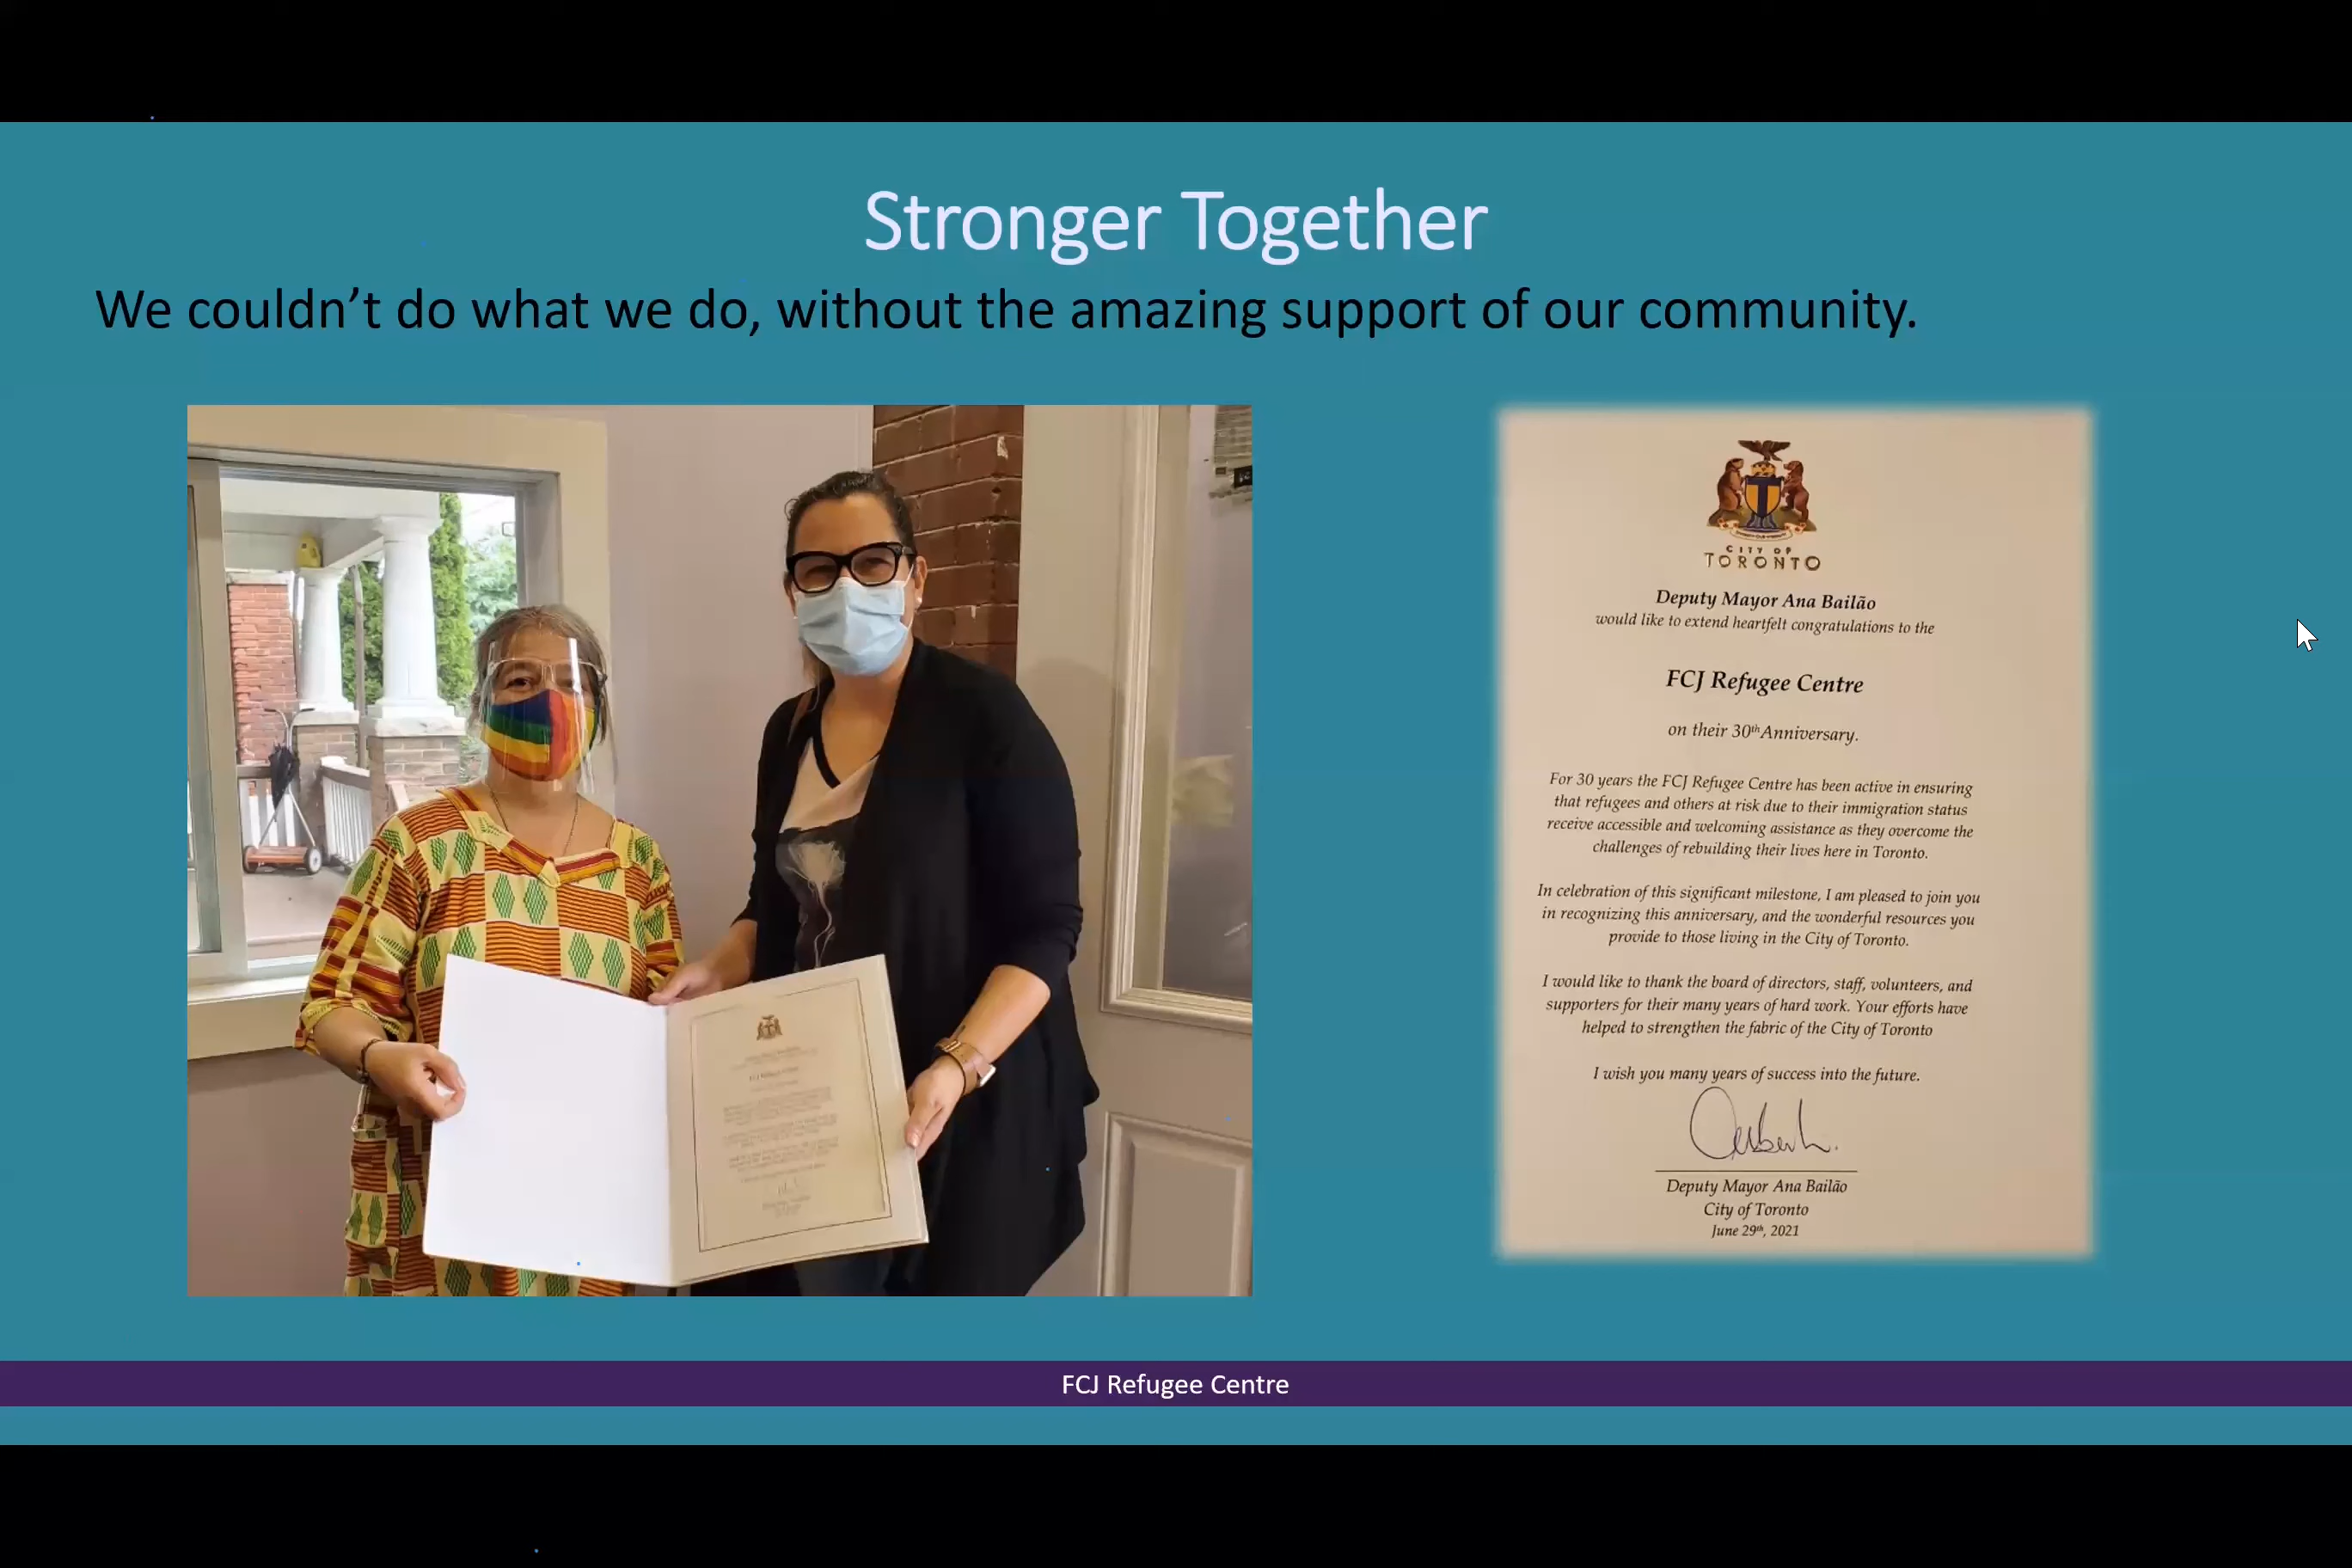 Stronger Together
We couldn't do what we do, without the amazing support of our community.
CITY OF
TORONTO
Deputy Mayor Ana Bailão
would like to extend heartfelt congratulations to the
FCJ Refugee Centre
on their 30th Anniversary.
For 30 years the FCJ Refugee Centre has been active in ensuring
that refugees and others at risk due to their immigration status
receive accessible and welcoming assistance as they overcome the
challenges of rebuilding their lives here in Toronto.
In celebration of this significant milestone, I am pleased to join you
in recognizing this anniversary, and the wonderful resources you
provide to those living in the City of Toronto.
I would like to thank the board of directors, staff, volunteers, and
supporters for their many years of hard work. Your efforts have
helped to strengthen the fabric of the City of Toronto
I wish you many years of success into the future.
Deputy Mayor Ana Bailão
City of Toronto
June 29th, 2021
FCJ Refugee Centre